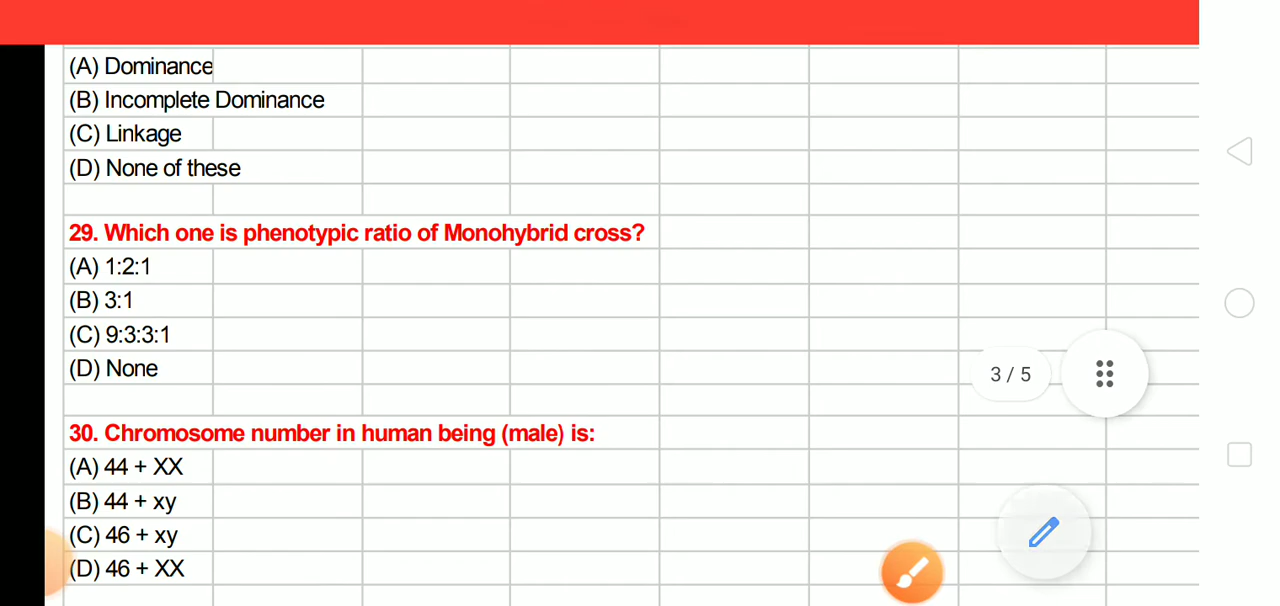 (A) Dominance
(B) Incomplete Dominance
(C) Linkage
(D) None of these
29. Which one is phenotypic ratio of Monohybrid cross?
(A) 1:2:1
(B) 3:1
(C) 9:3:3:1
(D) None
3 / 5
30. Chromosome number in human being (male) is:
(A) 44 + XX
(B) 44 + xy
(C) 46 + xy
(D) 46 + XX